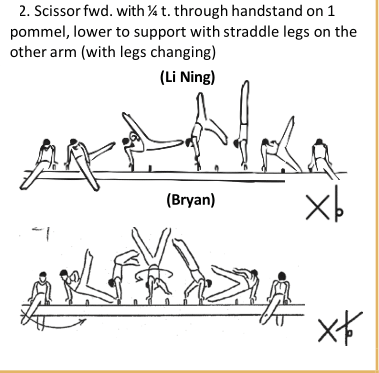 2. Scissor fwd. with ¼ t. through handstand on 1
pommel, lower to support with straddle legs on the
other arm (with legs changing)
(Li Ning)
(Bryan)